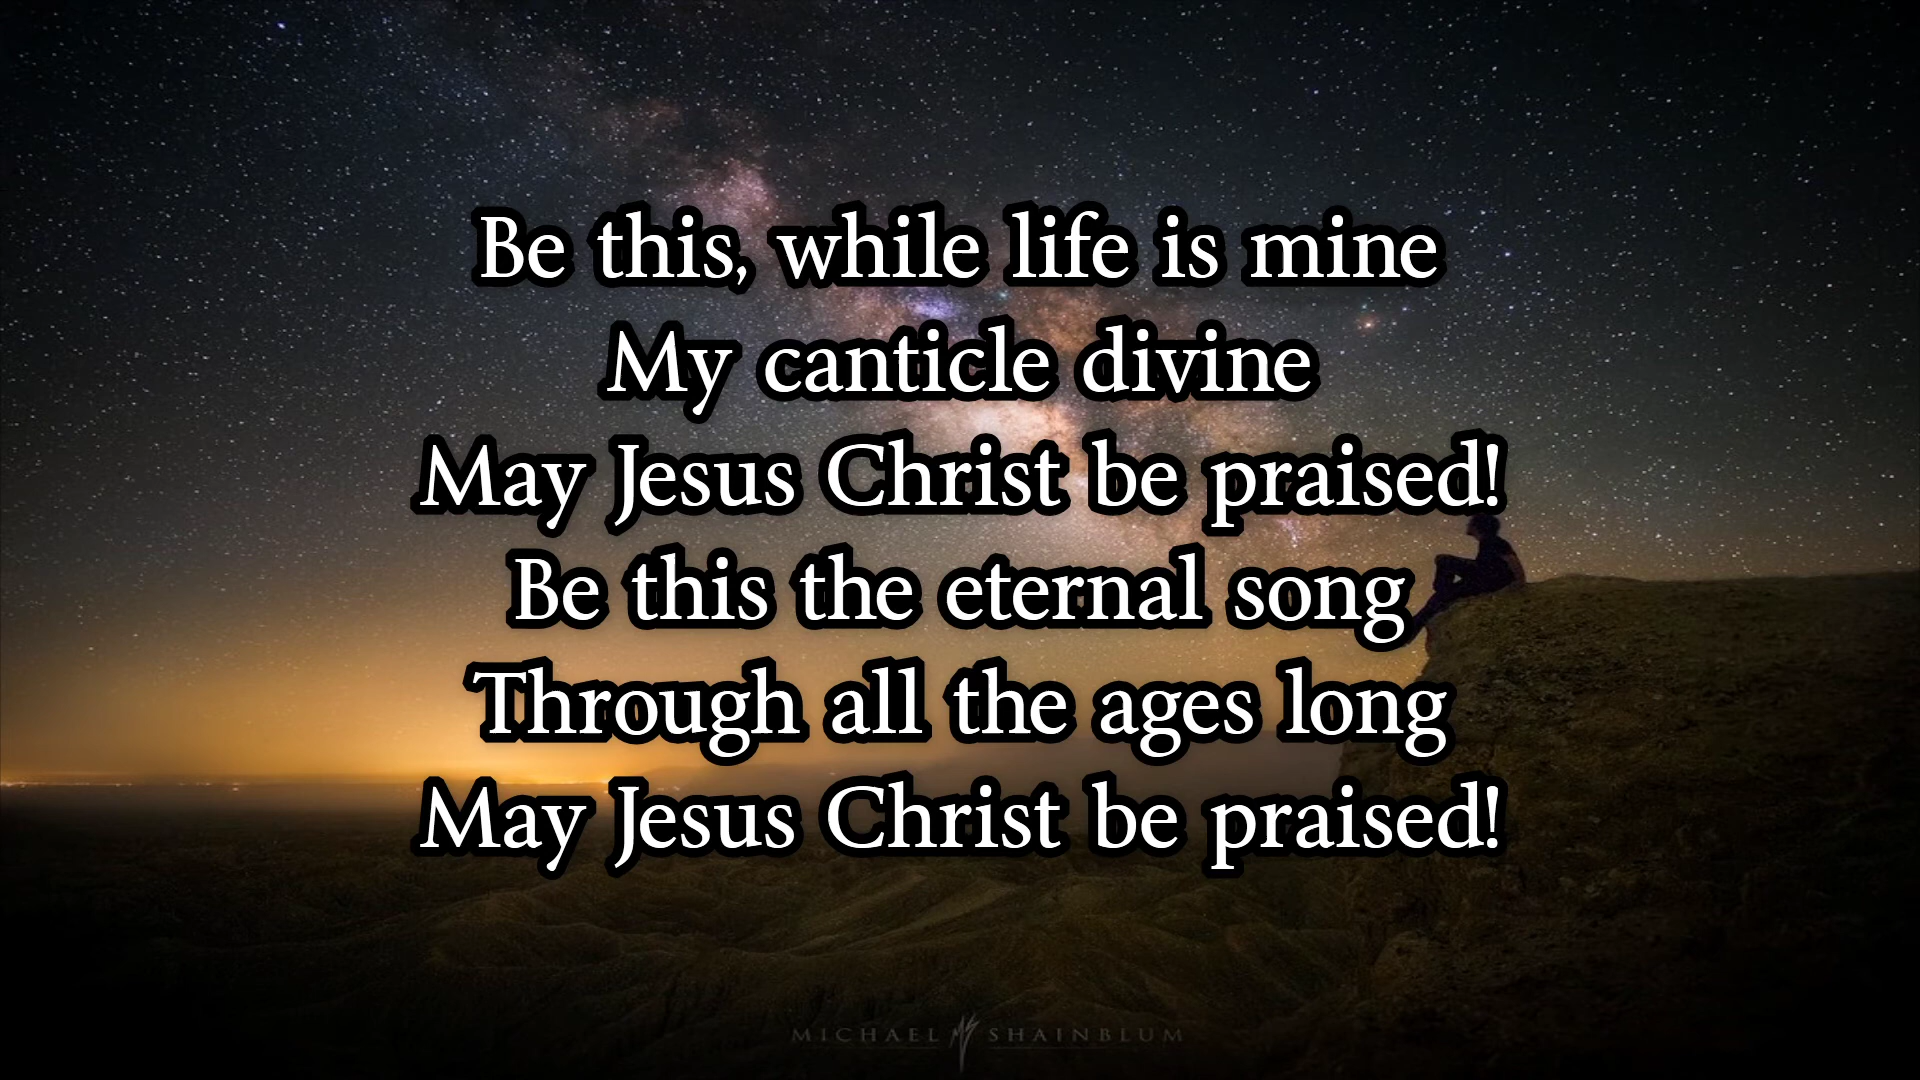 Be this, while life is mine
My canticle divine
May Jesus Christ be praised!
Be this the eternal song
Through all the ages long
May Jesus Christ be praised!
MICHAEL SHAINBLUM